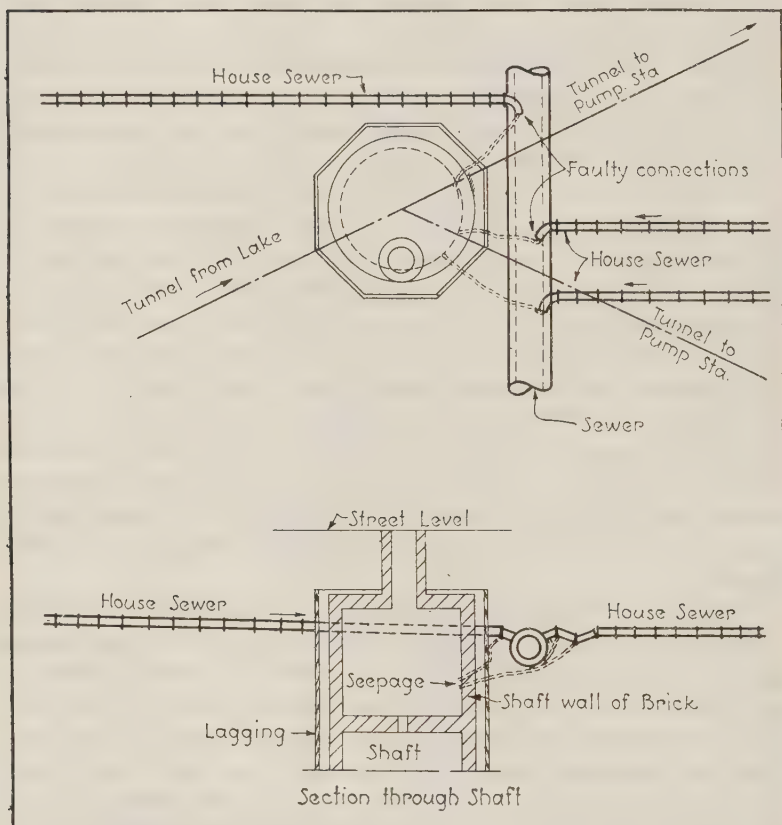 House Sewer
Tunnel to
Pump. Sta
Faulty connections
Tunnel from Lake
House Sewer
Tunnel to
Pump Sta.
Sewer
Street Level
House Sewer
House Sewer
Seepage
Shaft wall of Brick
Lagging
Shaft
Section through Shaft